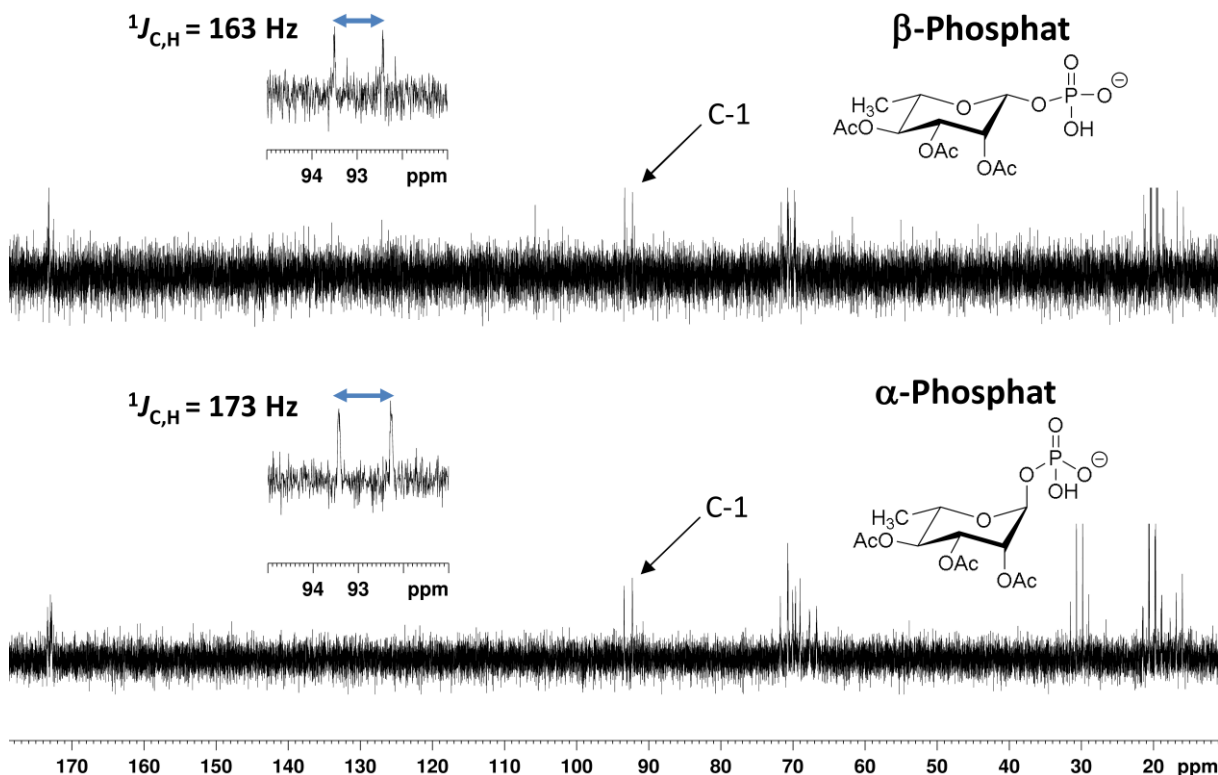 ¹J_C,H = 163 Hz
94 93 ppm
β-Phosphat
O
H₃C O O P O ⊖
AcO OH
OAc OAc
C-1
¹J_C,H = 173 Hz
94 93 ppm
α-Phosphat
O
P O ⊖
O OH
H₃C O
AcO
OAc OAc
C-1
170 160 150 140 130 120 110 100 90 80 70 60 50 40 30 20 ppm